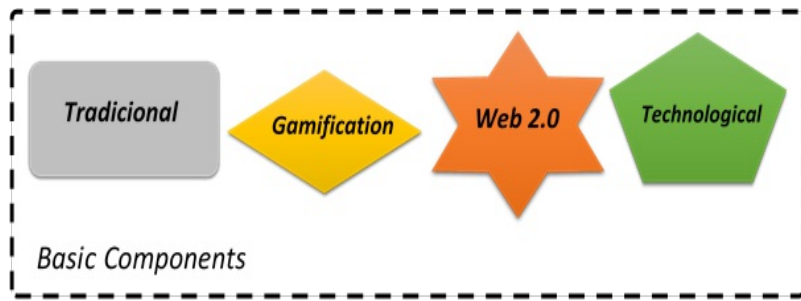 Tradicional
Gamification
Web 2.0
Technological
Basic Components